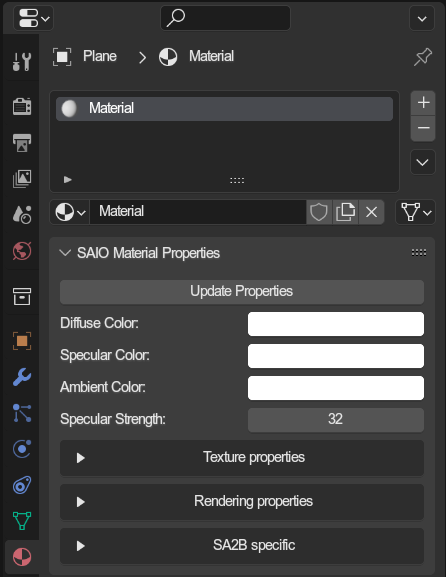 Plane
Material
Material
Material
SAIO Material Properties
Update Properties
Diffuse Color:
Specular Color:
Ambient Color:
Specular Strength: 32
Texture properties
Rendering properties
SA2B specific